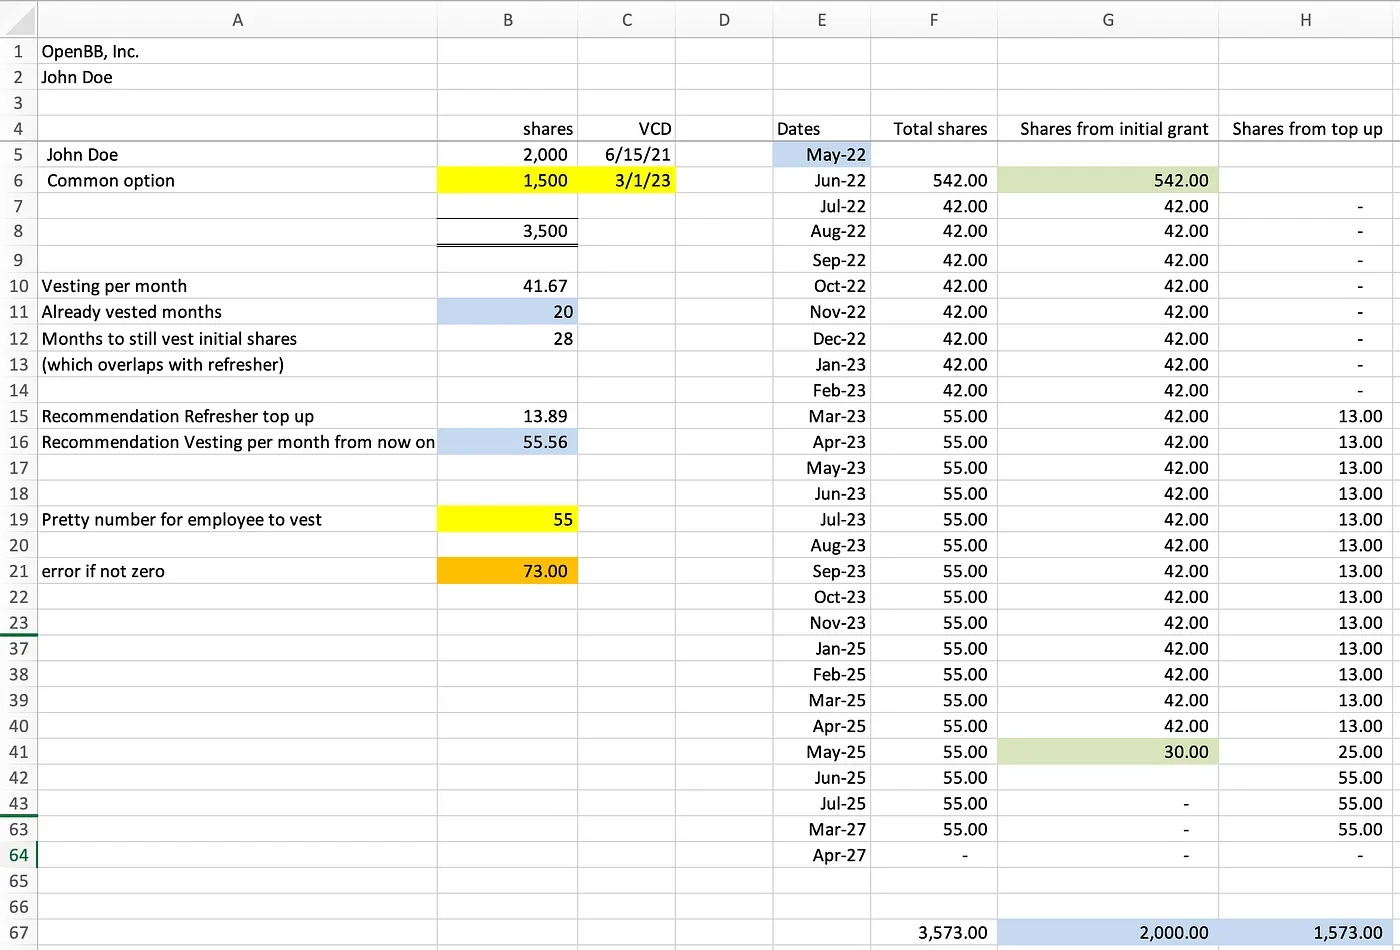 A B C D E F G H
1 OpenBB, Inc.
2 John Doe
3
4 shares VCD Dates Total shares Shares from initial grant Shares from top up
5 John Doe 2,000 6/15/21 May-22
6 Common option 1,500 3/1/23 Jun-22 542.00 542.00
7 Jul-22 42.00 42.00 -
8 3,500 Aug-22 42.00 42.00 -
9 Sep-22 42.00 42.00 -
10 Vesting per month 41.67 Oct-22 42.00 42.00 -
11 Already vested months 20 Nov-22 42.00 42.00 -
12 Months to still vest initial shares 28 Dec-22 42.00 42.00 -
13 (which overlaps with refresher) Jan-23 42.00 42.00 -
14 Feb-23 42.00 42.00 -
15 Recommendation Refresher top up 13.89 Mar-23 55.00 42.00 13.00
16 Recommendation Vesting per month from now on 55.56 Apr-23 55.00 42.00 13.00
17 May-23 55.00 42.00 13.00
18 Jun-23 55.00 42.00 13.00
19 Pretty number for employee to vest 55 Jul-23 55.00 42.00 13.00
20 Aug-23 55.00 42.00 13.00
21 error if not zero 73.00 Sep-23 55.00 42.00 13.00
22 Oct-23 55.00 42.00 13.00
23 Nov-23 55.00 42.00 13.00
37 Jan-25 55.00 42.00 13.00
38 Feb-25 55.00 42.00 13.00
39 Mar-25 55.00 42.00 13.00
40 Apr-25 55.00 42.00 13.00
41 May-25 55.00 30.00 25.00
42 Jun-25 55.00 55.00
43 Jul-25 55.00 - 55.00
63 Mar-27 55.00 - 55.00
64 Apr-27 - - -
65
66
67 3,573.00 2,000.00 1,573.00